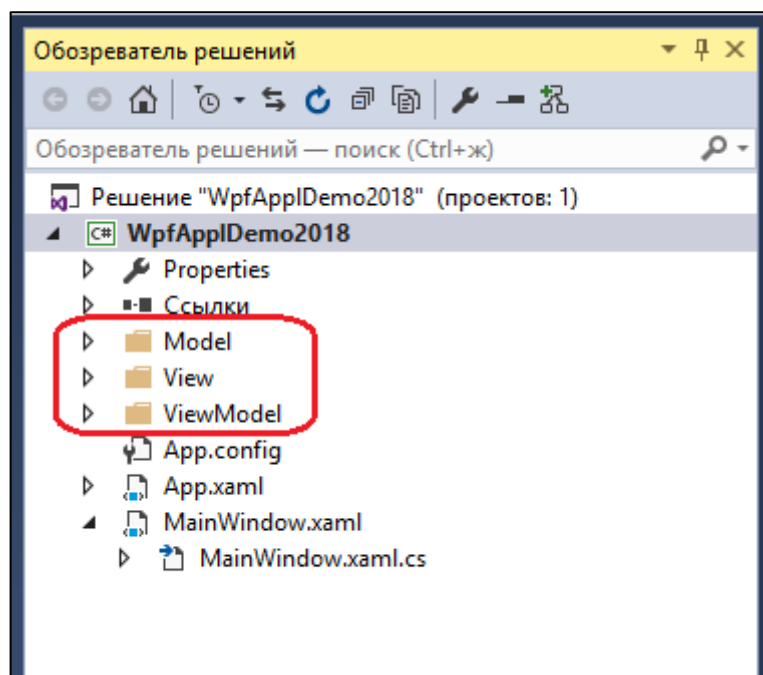 Обозреватель решений
Обозреватель решений — поиск (Ctrl+ж)
Решение "WpfApplDemo2018" (проектов: 1)
C# WpfApplDemo2018
Properties
Ссылки
Model
View
ViewModel
App.config
App.xaml
MainWindow.xaml
MainWindow.xaml.cs